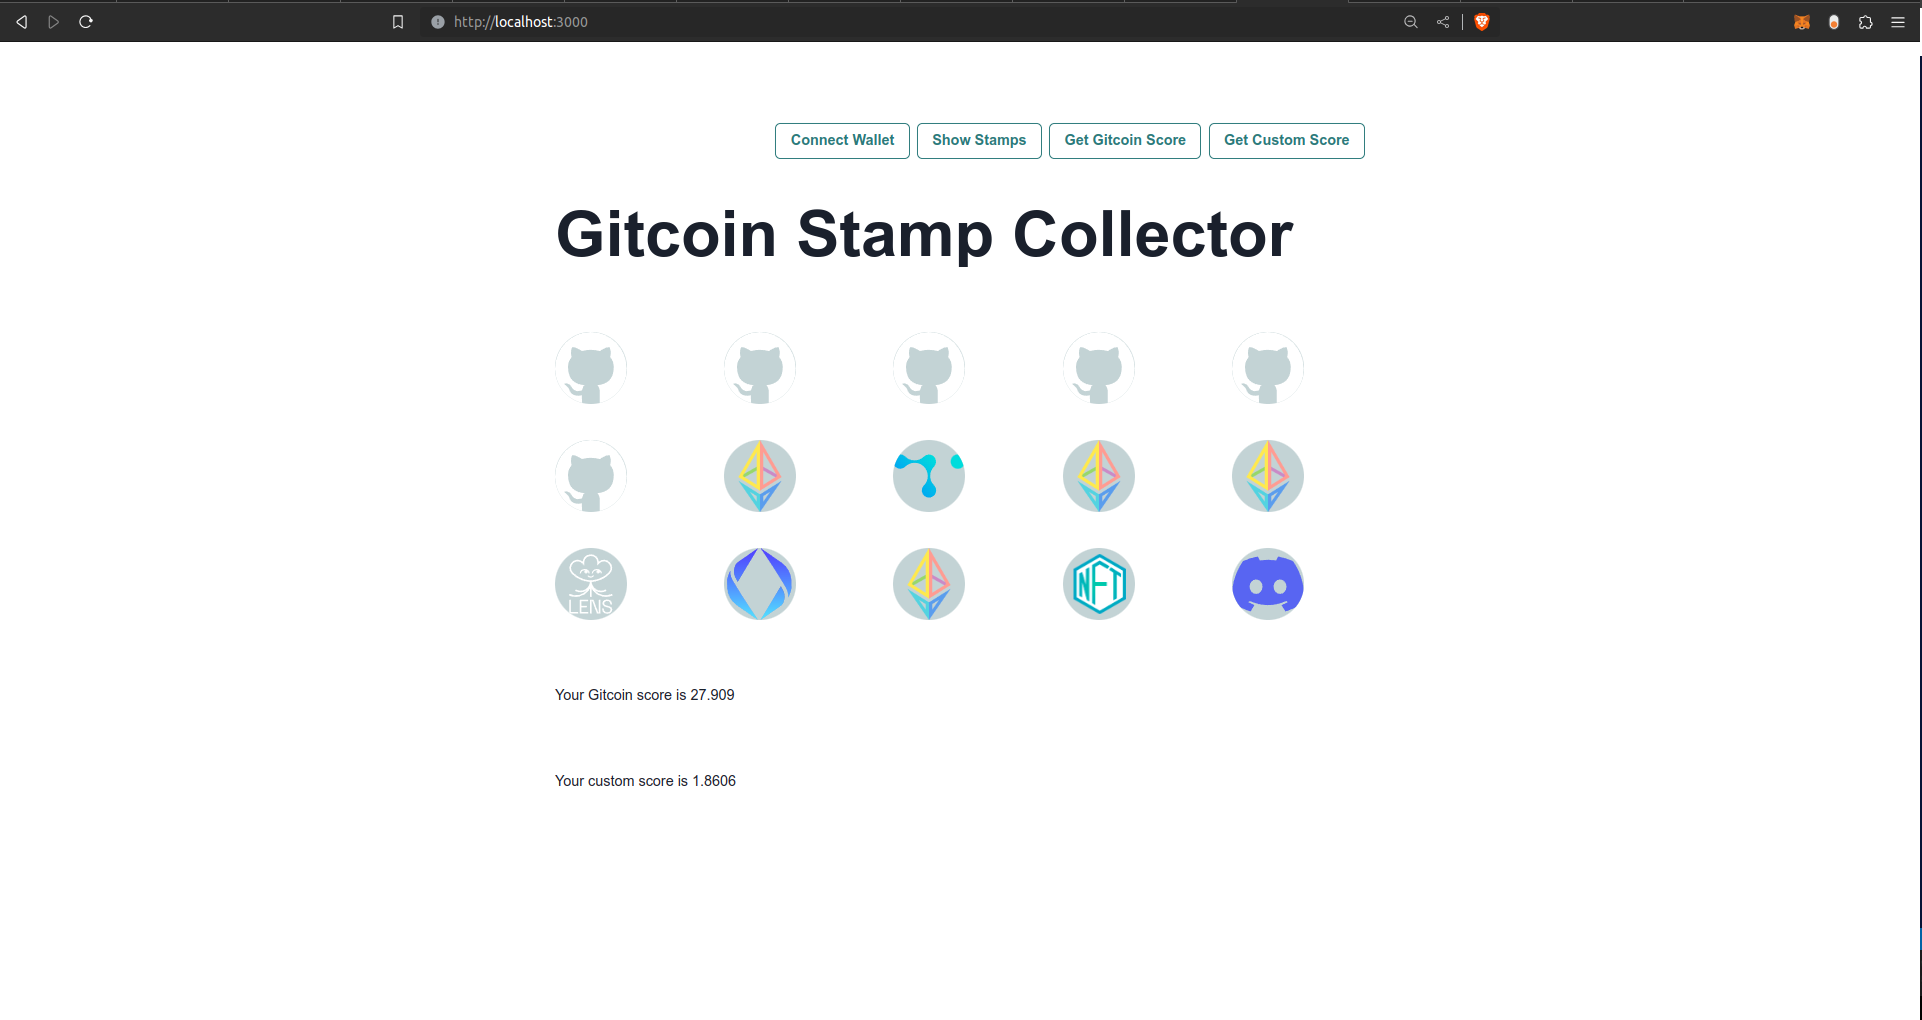 http://localhost:3000
Connect Wallet
Show Stamps
Get Gitcoin Score
Get Custom Score
Gitcoin Stamp Collector
LENS
NFT
Your Gitcoin score is 27.909
Your custom score is 1.8606